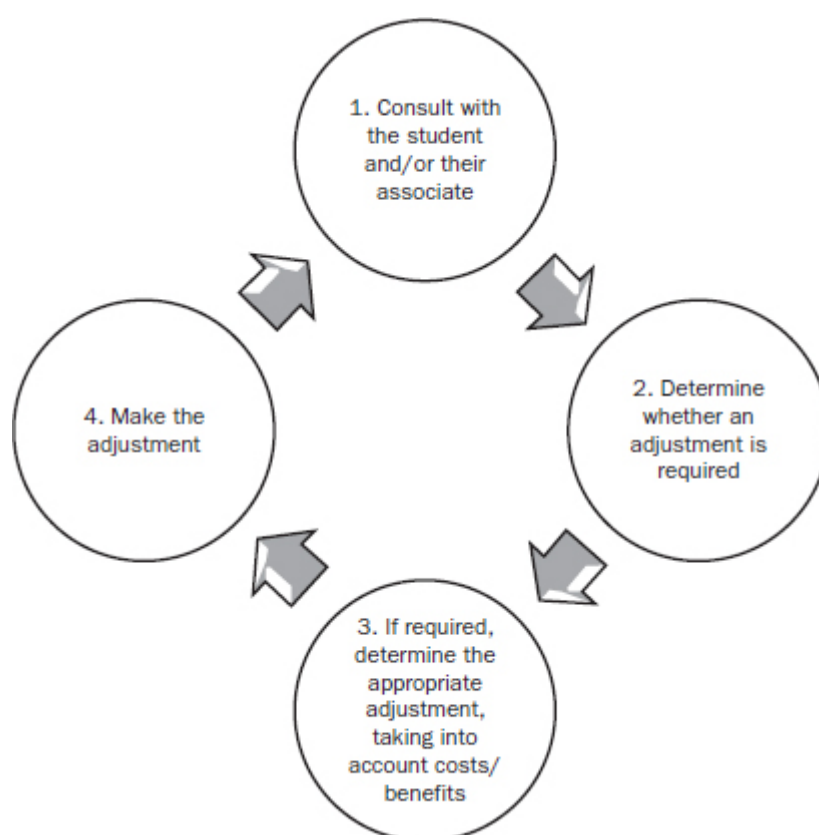 1. Consult with
the student
and/or their
associate
2. Determine
whether an
adjustment is
required
3. If required,
determine the
appropriate
adjustment,
taking into
account costs/
benefits
4. Make the
adjustment